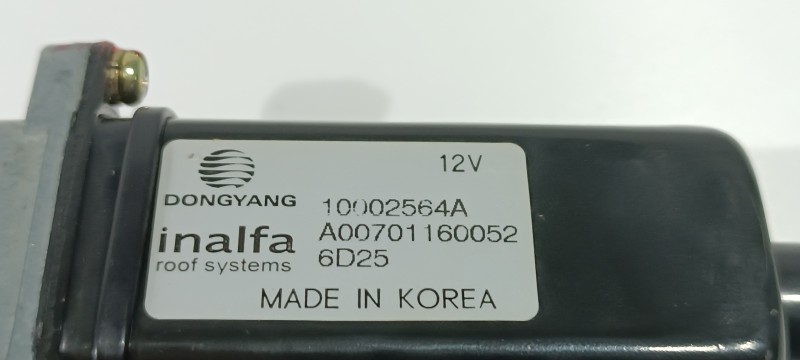 12V
DONGYANG
10002564A
inalfa
A00701160052
roof systems
6D25
MADE IN KOREA